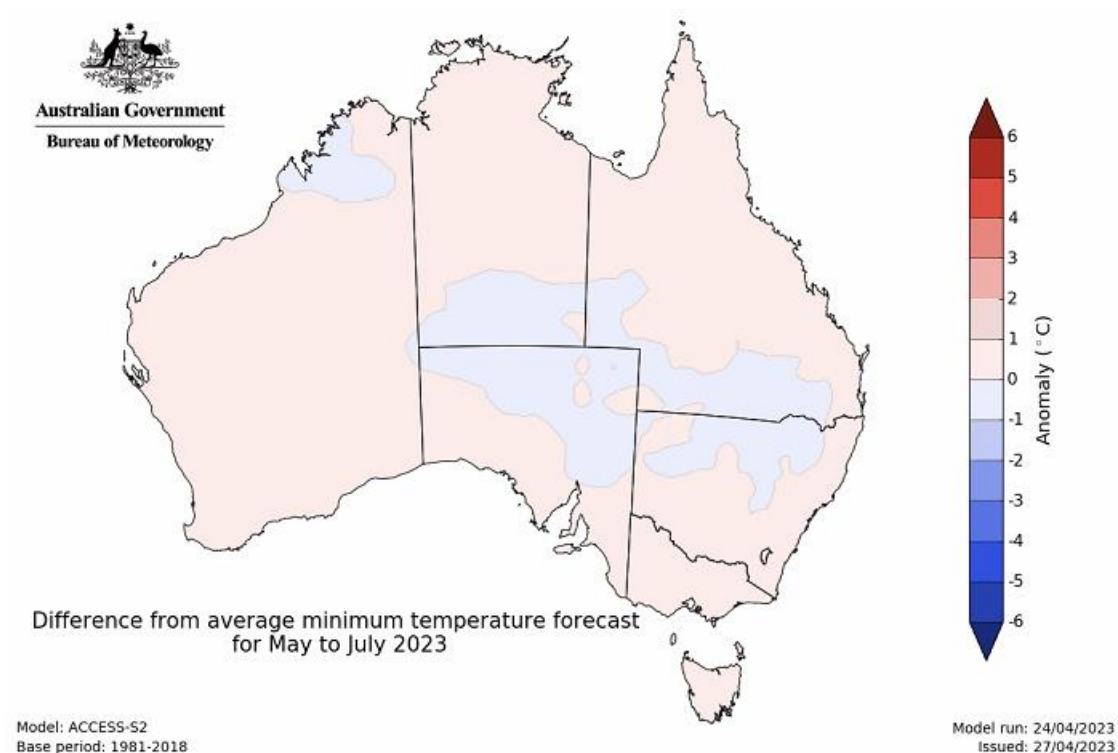 Australian Government
Bureau of Meteorology
6
5
4
3
2
1
0
-1
-2
-3
-4
-5
-6
Anomaly (°C)
Difference from average minimum temperature forecast
for May to July 2023
Model: ACCESS-S2
Base period: 1981-2018
Model run: 24/04/2023
Issued: 27/04/2023